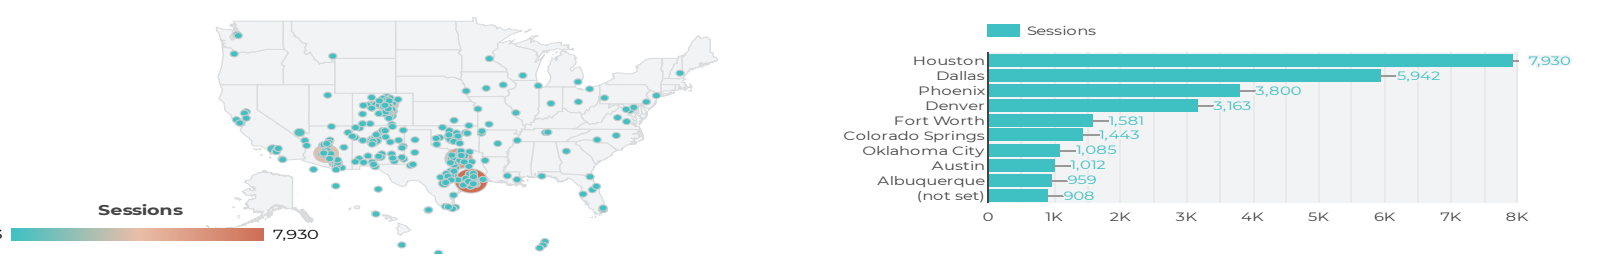 Sessions
7,930
Sessions
Houston 7,930
Dallas 5,942
Phoenix 3,800
Denver 3,163
Fort Worth 1,581
Colorado Springs 1,443
Oklahoma City 1,085
Austin 1,012
Albuquerque 959
(not set) 908
0 1K 2K 3K 4K 5K 6K 7K 8K